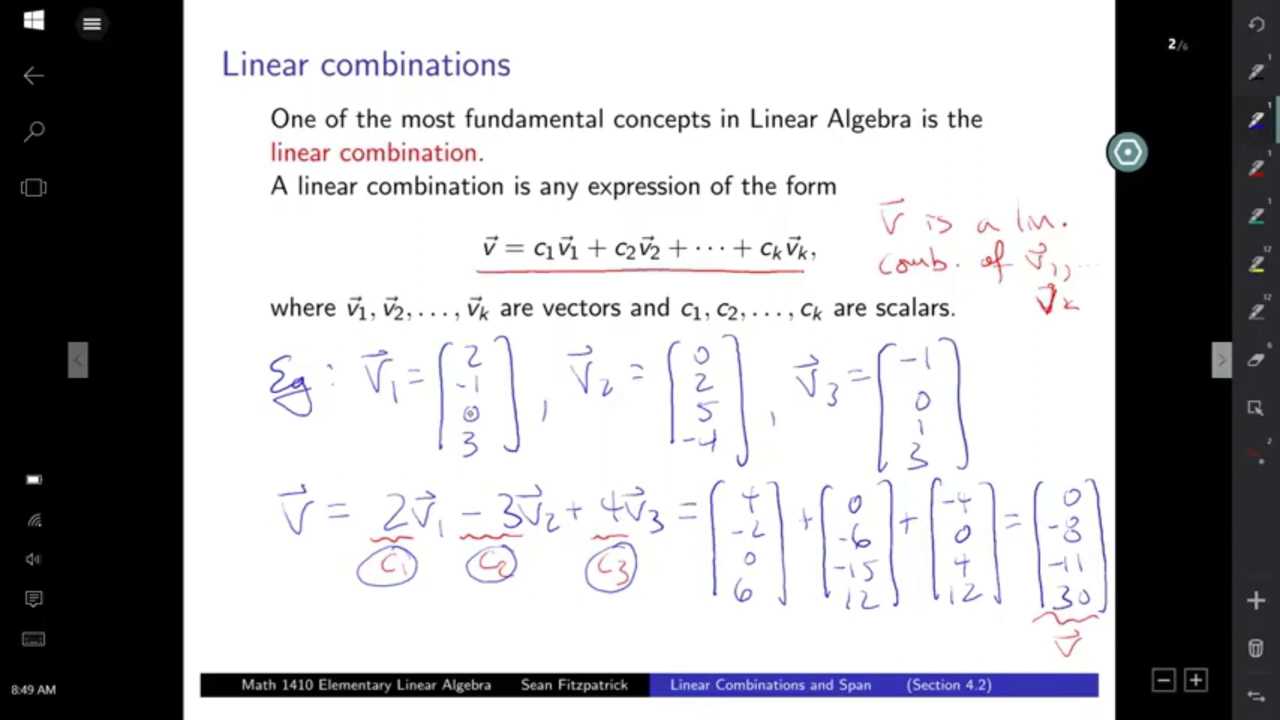 2/6
Linear combinations
One of the most fundamental concepts in Linear Algebra is the
linear combination.
A linear combination is any expression of the form
v⃗ = c₁v⃗₁ + c₂v⃗₂ + ··· + cₖv⃗ₖ,
v⃗ is a lin.
comb. of v⃗₁, ...
v⃗ₖ
where v⃗₁, v⃗₂, . . . , v⃗ₖ are vectors and c₁, c₂, . . . , cₖ are scalars.
Eg : v⃗₁ = [2 -1 0 3], v⃗₂ = [0 2 5 -4], v⃗₃ = [-1 0 1 3]
v⃗ = 2v⃗₁ - 3v⃗₂ + 4v⃗₃ = [4 -2 0 6] + [0 -6 -15 12] + [-4 0 4 12] = [0 -8 -11 30]
c₁ c₂ c₃
v⃗
8:49 AM
Math 1410 Elementary Linear Algebra Sean Fitzpatrick Linear Combinations and Span (Section 4.2)